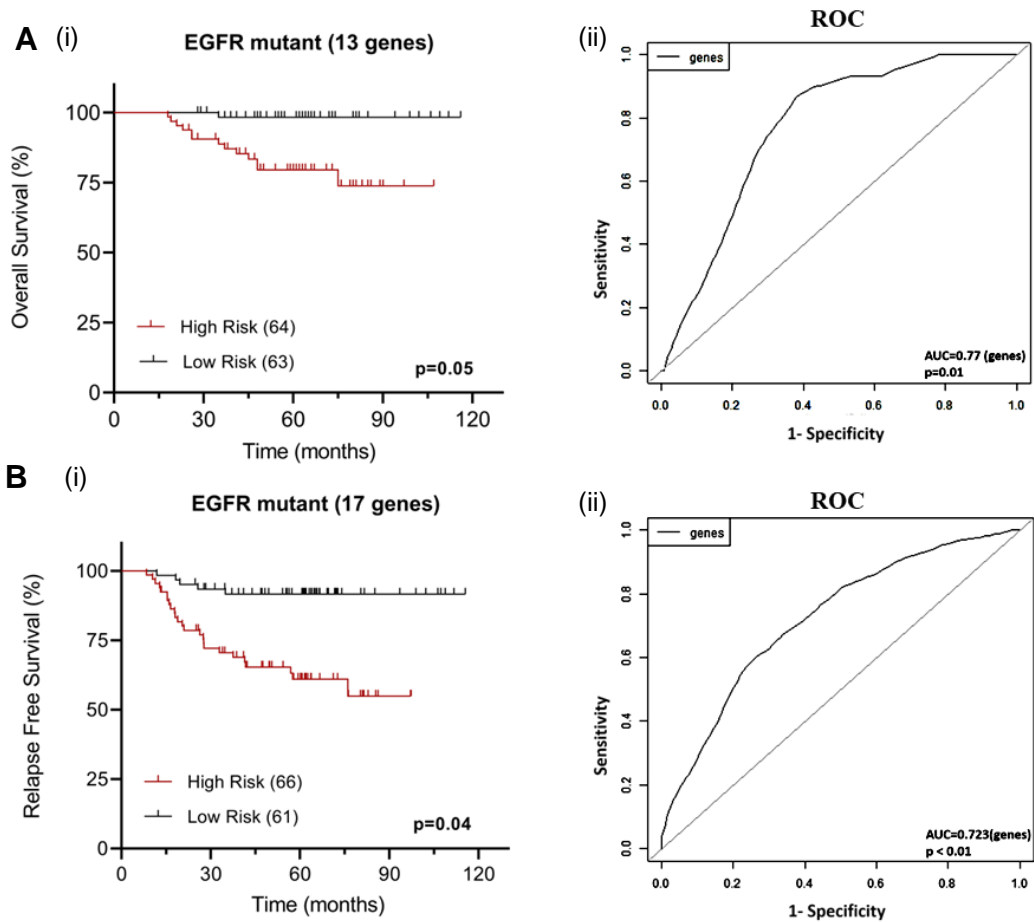 A (i)
EGFR mutant (13 genes)
Overall Survival (%)
100
75
50
25
0
High Risk (64)
Low Risk (63)
p=0.05
0 30 60 90 120
Time (months)
(ii)
ROC
genes
Sensitivity
1.0
0.8
0.6
0.4
0.2
0.0
AUC=0.77 (genes)
p=0.01
0.0 0.2 0.4 0.6 0.8 1.0
1- Specificity
B (i)
EGFR mutant (17 genes)
Relapse Free Survival (%)
100
75
50
25
0
High Risk (66)
Low Risk (61)
p=0.04
0 30 60 90 120
Time (months)
(ii)
ROC
genes
Sensitivity
1.0
0.8
0.6
0.4
0.2
0.0
AUC=0.723(genes)
p < 0.01
0.0 0.2 0.4 0.6 0.8 1.0
1- Specificity